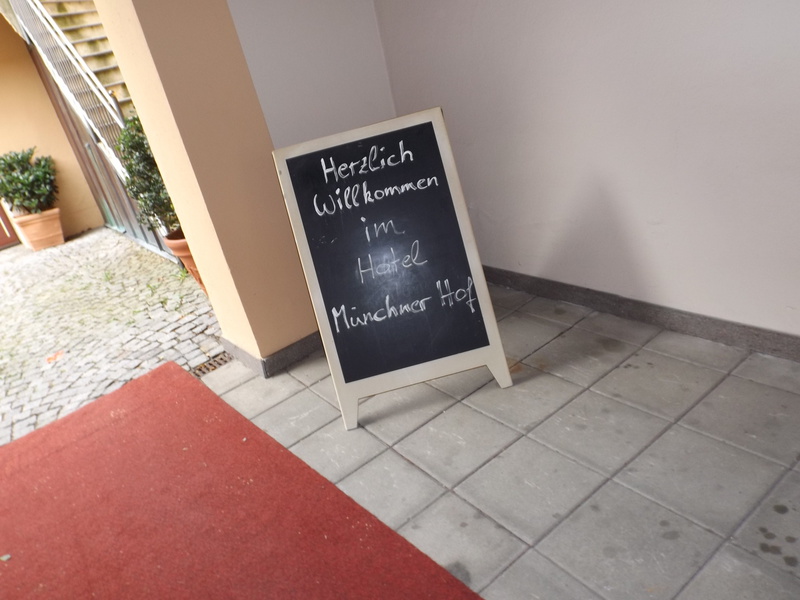 Herzlich
Willkommen
im
Hotel
Münchner Hof